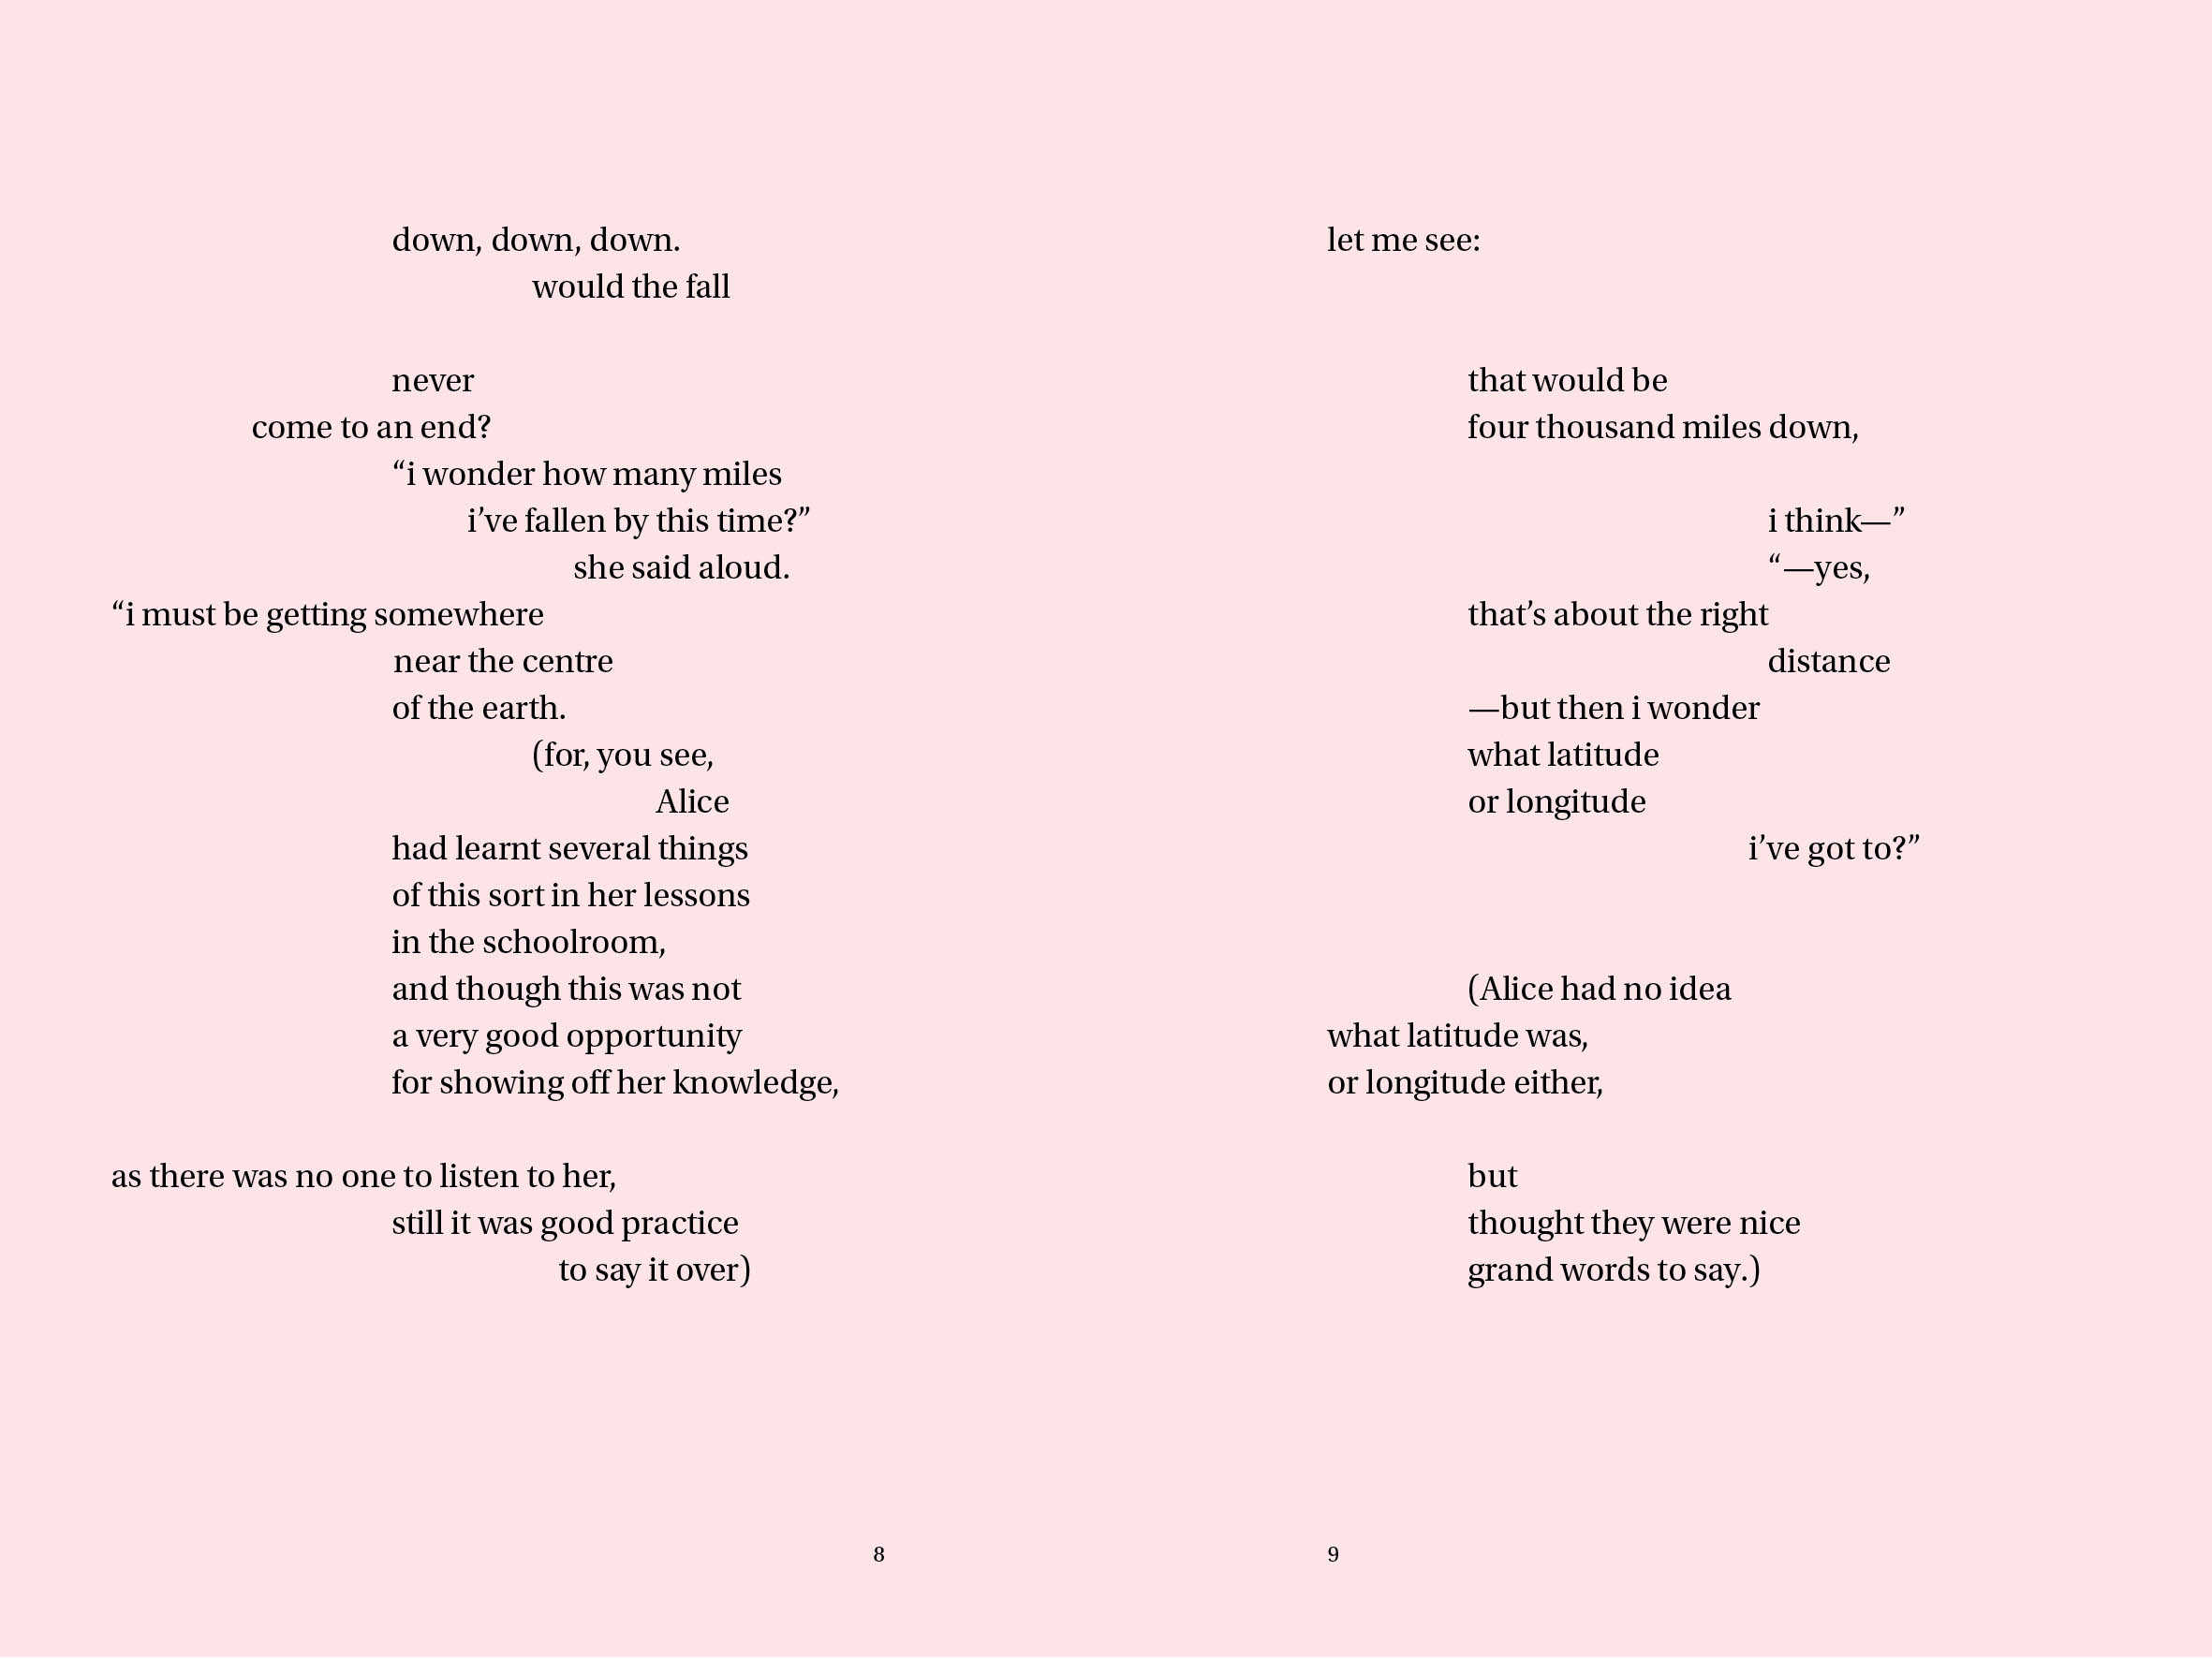 down, down, down.
would the fall
never
come to an end?
“i wonder how many miles
i’ve fallen by this time?”
she said aloud.
“i must be getting somewhere
near the centre
of the earth.
(for, you see,
Alice
had learnt several things
of this sort in her lessons
in the schoolroom,
and though this was not
a very good opportunity
for showing off her knowledge,
as there was no one to listen to her,
still it was good practice
to say it over)
8
let me see:
that would be
four thousand miles down,
i think—”
“—yes,
that’s about the right
distance
—but then i wonder
what latitude
or longitude
i’ve got to?”
(Alice had no idea
what latitude was,
or longitude either,
but
thought they were nice
grand words to say.)
9